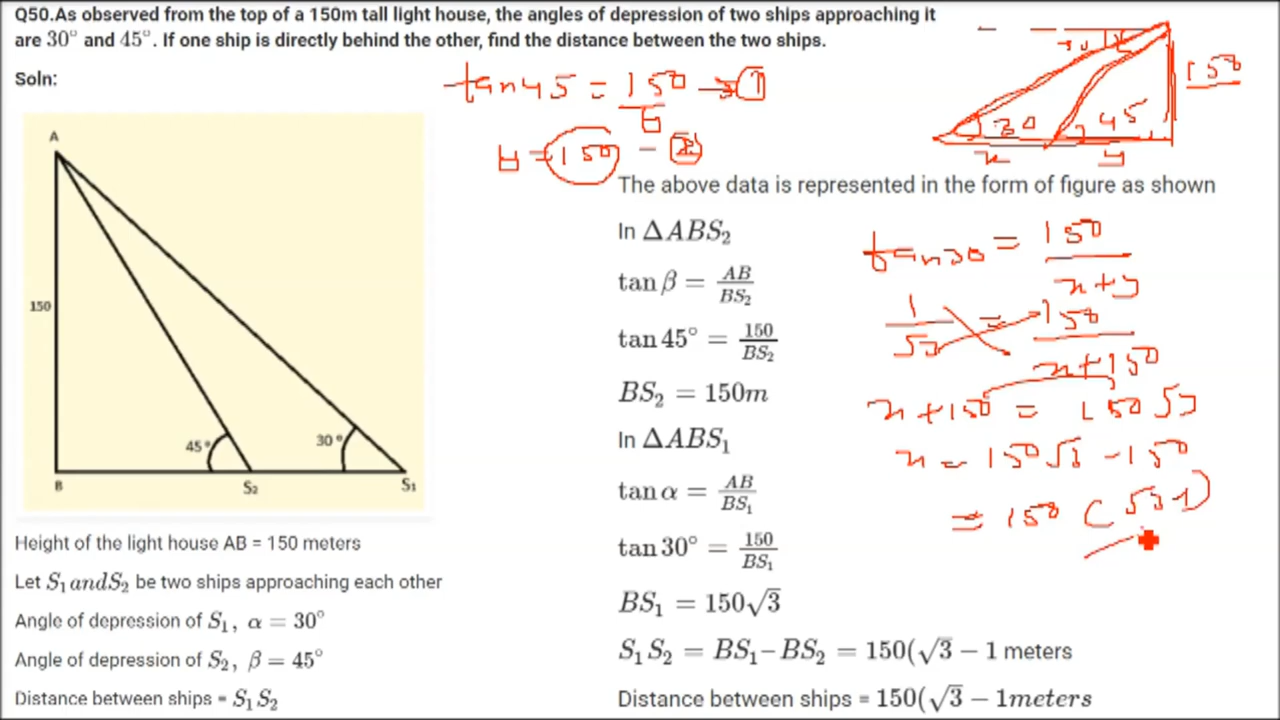 Q50.As observed from the top of a 150m tall light house, the angles of depression of two ships approaching it
are 30° and 45°. If one ship is directly behind the other, find the distance between the two ships.
Soln:
A
150
45°
30°
B
S₂
S₁
Height of the light house AB = 150 meters
Let S₁andS₂ be two ships approaching each other
Angle of depression of S₁, α = 30°
Angle of depression of S₂, β = 45°
Distance between ships = S₁S₂
tan 45 = 150/y → ①
y = 150 - ②
150
30
45
x
y
The above data is represented in the form of figure as shown
In ΔABS₂
tan β = AB/BS₂
tan 45° = 150/BS₂
BS₂ = 150m
In ΔABS₁
tan α = AB/BS₁
tan 30° = 150/BS₁
BS₁ = 150√3
S₁S₂ = BS₁–BS₂ = 150(√3 − 1 meters
Distance between ships = 150(√3 − 1meters
tan30 = 150/x+y
1/√3 = 150/x+150
x+150 = 150√3
x = 150√3 - 150
= 150 (√3-1)